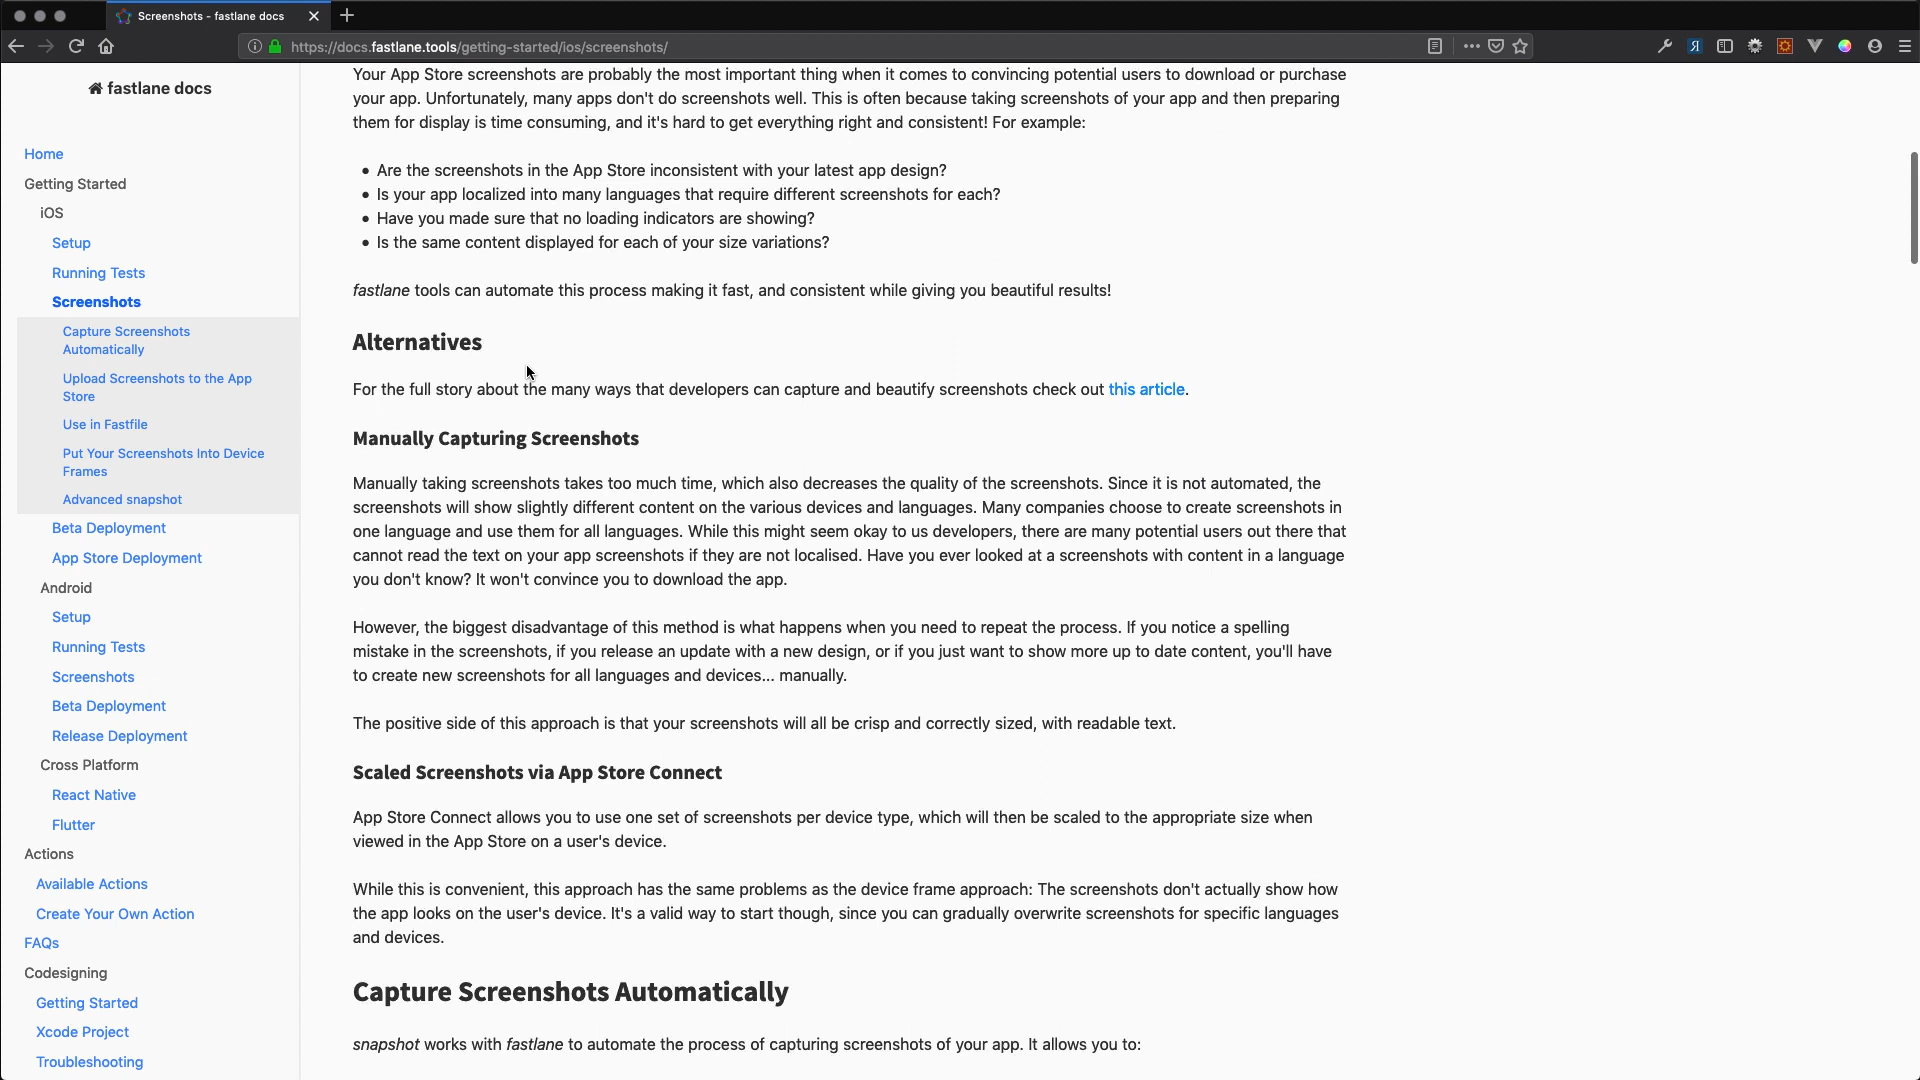 Screenshots - fastlane docs
https://docs.fastlane.tools/getting-started/ios/screenshots/
fastlane docs
Home
Getting Started
iOS
Setup
Running Tests
Screenshots
Capture Screenshots
Automatically
Upload Screenshots to the App
Store
Use in Fastfile
Put Your Screenshots Into Device
Frames
Advanced snapshot
Beta Deployment
App Store Deployment
Android
Setup
Running Tests
Screenshots
Beta Deployment
Release Deployment
Cross Platform
React Native
Flutter
Actions
Available Actions
Create Your Own Action
FAQs
Codesigning
Getting Started
Xcode Project
Troubleshooting
Your App Store screenshots are probably the most important thing when it comes to convincing potential users to download or purchase
your app. Unfortunately, many apps don't do screenshots well. This is often because taking screenshots of your app and then preparing
them for display is time consuming, and it's hard to get everything right and consistent! For example:
• Are the screenshots in the App Store inconsistent with your latest app design?
• Is your app localized into many languages that require different screenshots for each?
• Have you made sure that no loading indicators are showing?
• Is the same content displayed for each of your size variations?
fastlane tools can automate this process making it fast, and consistent while giving you beautiful results!
Alternatives
For the full story about the many ways that developers can capture and beautify screenshots check out this article.
Manually Capturing Screenshots
Manually taking screenshots takes too much time, which also decreases the quality of the screenshots. Since it is not automated, the
screenshots will show slightly different content on the various devices and languages. Many companies choose to create screenshots in
one language and use them for all languages. While this might seem okay to us developers, there are many potential users out there that
cannot read the text on your app screenshots if they are not localised. Have you ever looked at a screenshots with content in a language
you don't know? It won't convince you to download the app.
However, the biggest disadvantage of this method is what happens when you need to repeat the process. If you notice a spelling
mistake in the screenshots, if you release an update with a new design, or if you just want to show more up to date content, you'll have
to create new screenshots for all languages and devices... manually.
The positive side of this approach is that your screenshots will all be crisp and correctly sized, with readable text.
Scaled Screenshots via App Store Connect
App Store Connect allows you to use one set of screenshots per device type, which will then be scaled to the appropriate size when
viewed in the App Store on a user's device.
While this is convenient, this approach has the same problems as the device frame approach: The screenshots don't actually show how
the app looks on the user's device. It's a valid way to start though, since you can gradually overwrite screenshots for specific languages
and devices.
Capture Screenshots Automatically
snapshot works with fastlane to automate the process of capturing screenshots of your app. It allows you to: